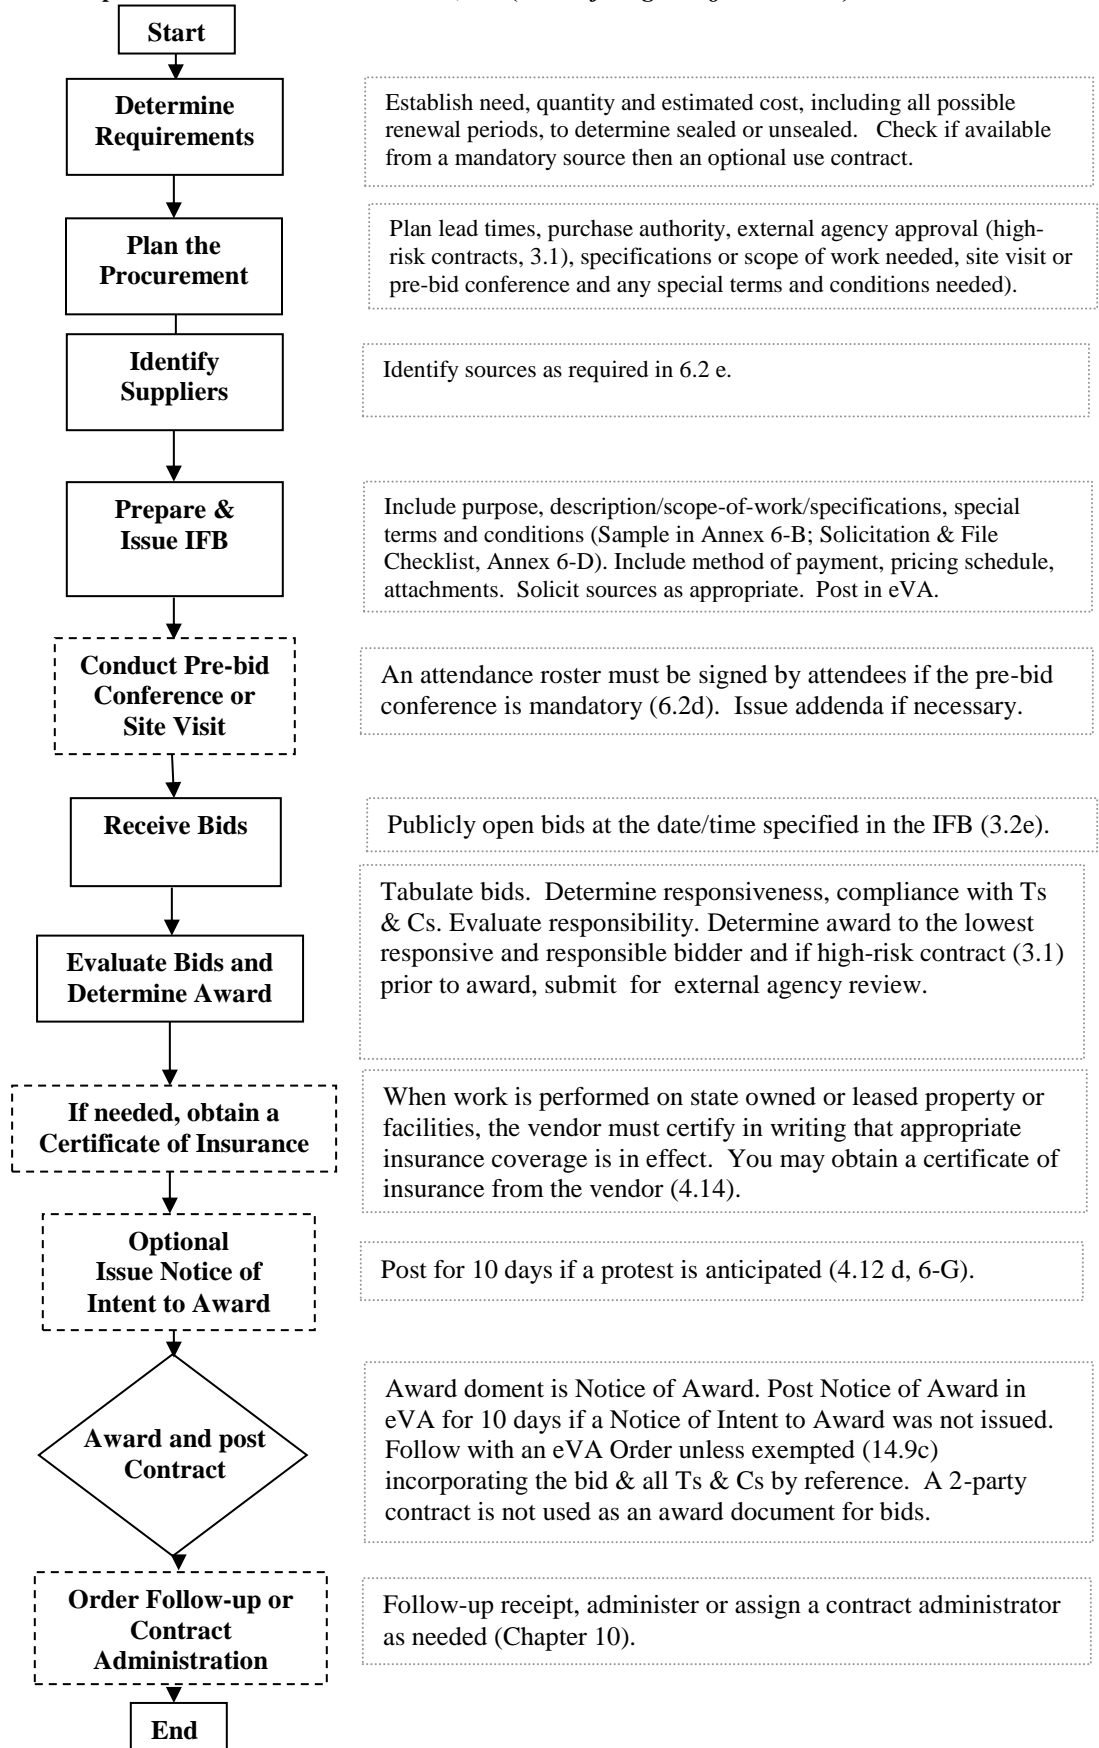 Start
Determine
Requirements
Establish need, quantity and estimated cost, including all possible
renewal periods, to determine sealed or unsealed. Check if available
from a mandatory source then an optional use contract.
Plan the
Procurement
Plan lead times, purchase authority, external agency approval (high-
risk contracts, 3.1), specifications or scope of work needed, site visit or
pre-bid conference and any special terms and conditions needed).
Identify
Suppliers
Identify sources as required in 6.2 e.
Prepare &
Issue IFB
Include purpose, description/scope-of-work/specifications, special
terms and conditions (Sample in Annex 6-B; Solicitation & File
Checklist, Annex 6-D). Include method of payment, pricing schedule,
attachments. Solicit sources as appropriate. Post in eVA.
Conduct Pre-bid
Conference or
Site Visit
An attendance roster must be signed by attendees if the pre-bid
conference is mandatory (6.2d). Issue addenda if necessary.
Receive Bids
Publicly open bids at the date/time specified in the IFB (3.2e).
Evaluate Bids and
Determine Award
Tabulate bids. Determine responsiveness, compliance with Ts
& Cs. Evaluate responsibility. Determine award to the lowest
responsive and responsible bidder and if high-risk contract (3.1)
prior to award, submit for external agency review.
If needed, obtain a
Certificate of Insurance
When work is performed on state owned or leased property or
facilities, the vendor must certify in writing that appropriate
insurance coverage is in effect. You may obtain a certificate of
insurance from the vendor (4.14).
Optional
Issue Notice of
Intent to Award
Post for 10 days if a protest is anticipated (4.12 d, 6-G).
Award and post
Contract
Award doment is Notice of Award. Post Notice of Award in
eVA for 10 days if a Notice of Intent to Award was not issued.
Follow with an eVA Order unless exempted (14.9c)
incorporating the bid & all Ts & Cs by reference. A 2-party
contract is not used as an award document for bids.
Order Follow-up or
Contract
Administration
Follow-up receipt, administer or assign a contract administrator
as needed (Chapter 10).
End